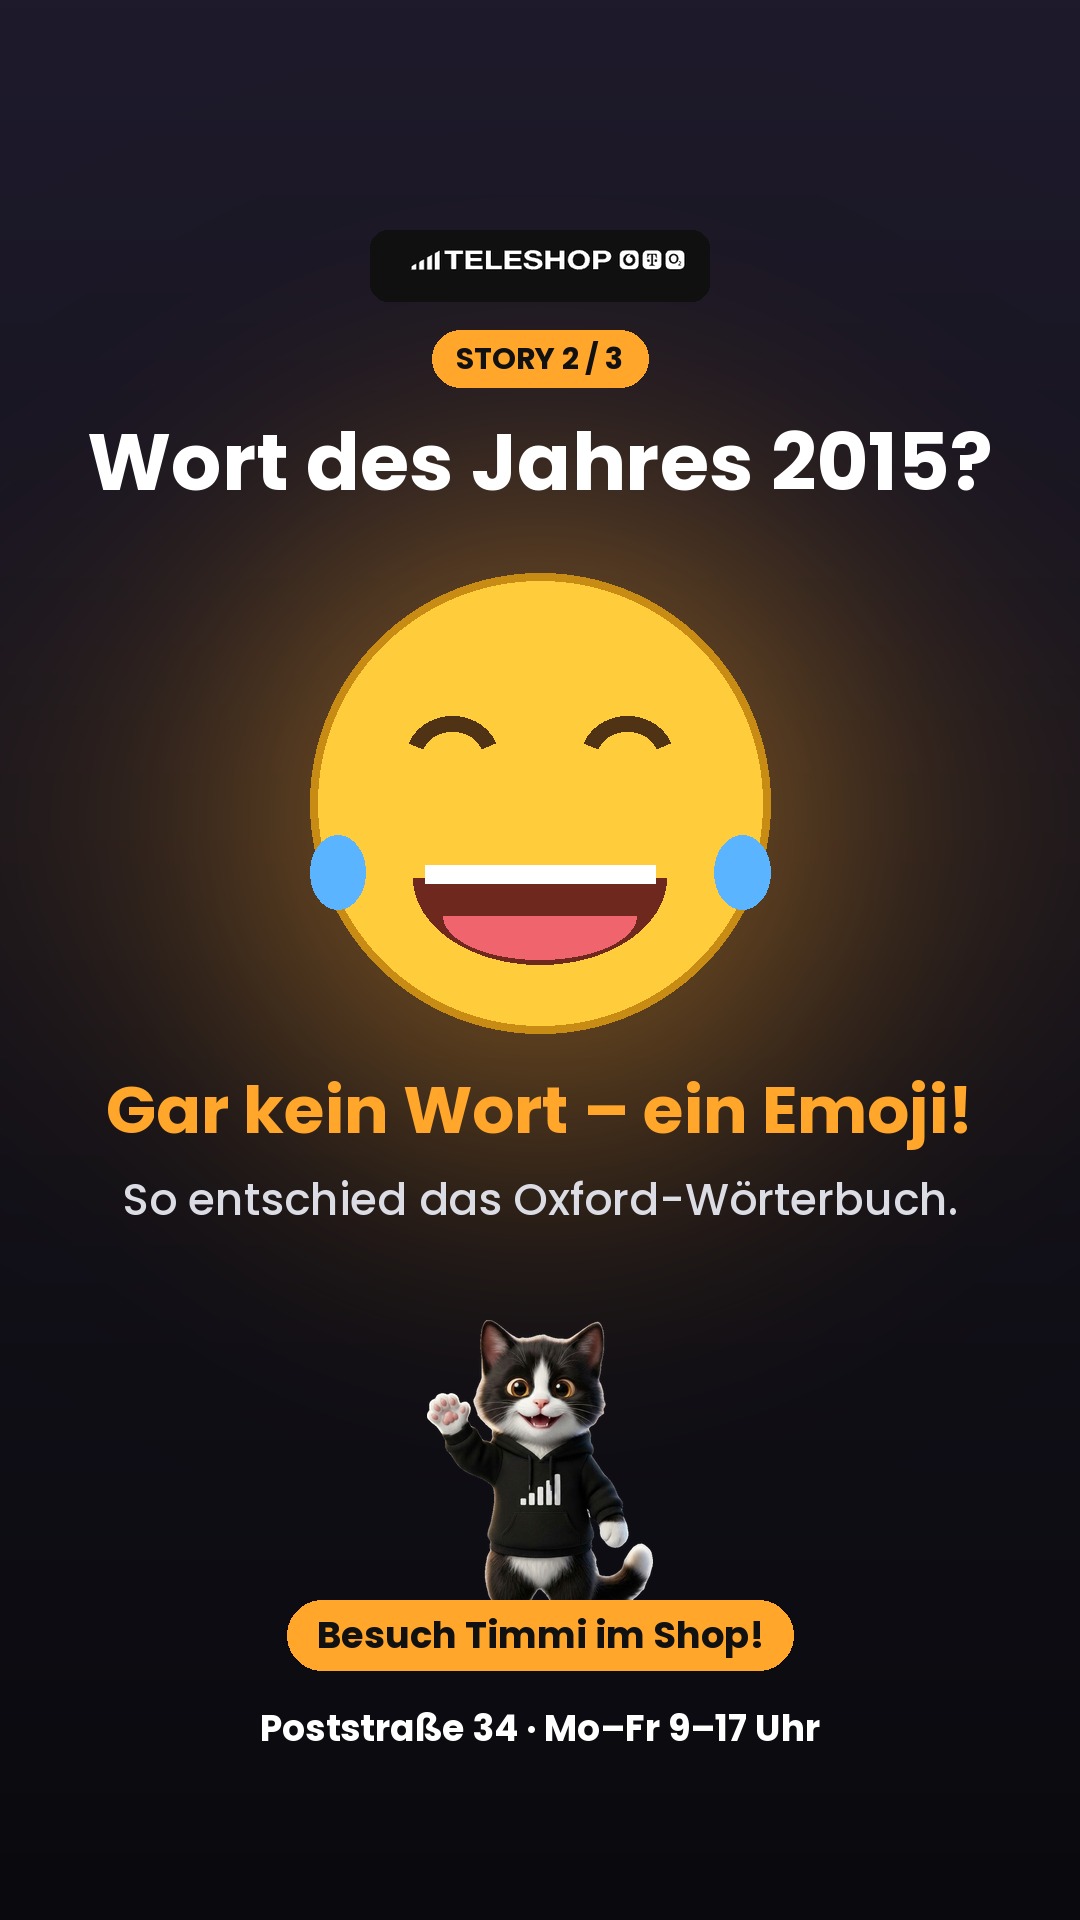 TELESHOP
STORY 2 / 3
Wort des Jahres 2015?
Gar kein Wort – ein Emoji!
So entschied das Oxford-Wörterbuch.
Besuch Timmi im Shop!
Poststraße 34 · Mo–Fr 9–17 Uhr